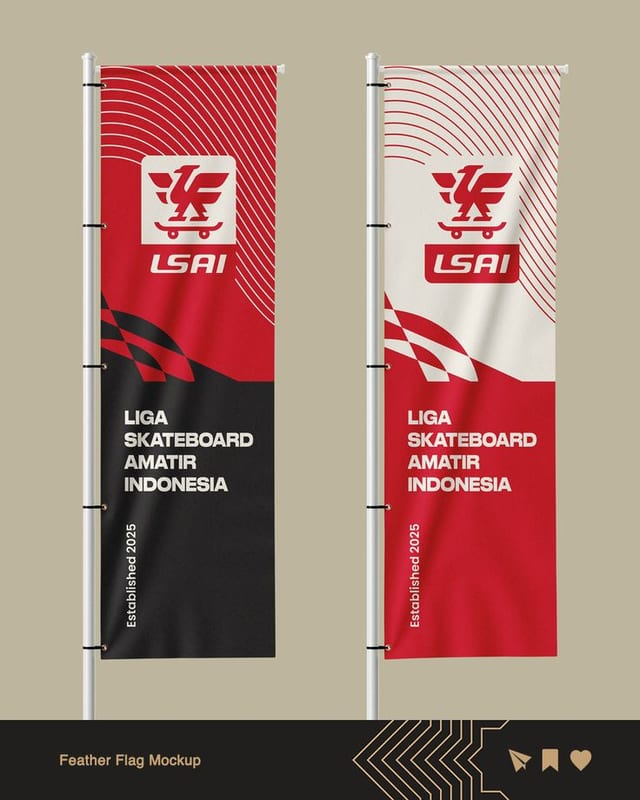 LSAI
LIGA
SKATEBOARD
AMATIR
INDONESIA
Established 2025
LSAI
LIGA
SKATEBOARD
AMATIR
INDONESIA
Established 2025
Feather Flag Mockup